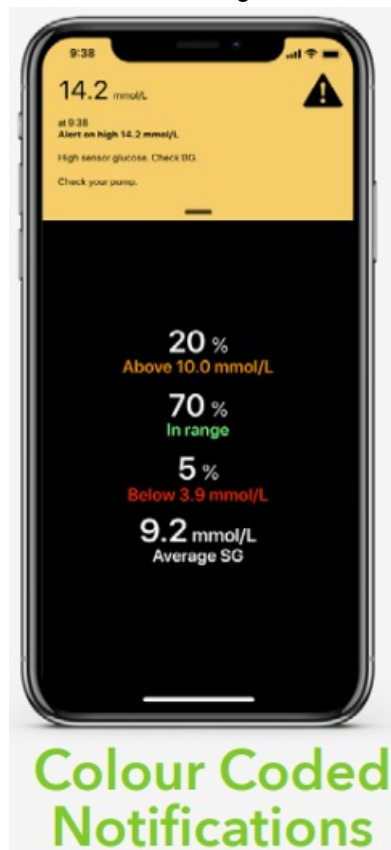 9:38
14.2 mmol/L
at 9:38
Alert on high 14.2 mmol/L
High sensor glucose. Check BG.
Check your pump.
20 %
Above 10.0 mmol/L
70 %
In range
5 %
Below 3.9 mmol/L
9.2 mmol/L
Average SG
Colour Coded
Notifications